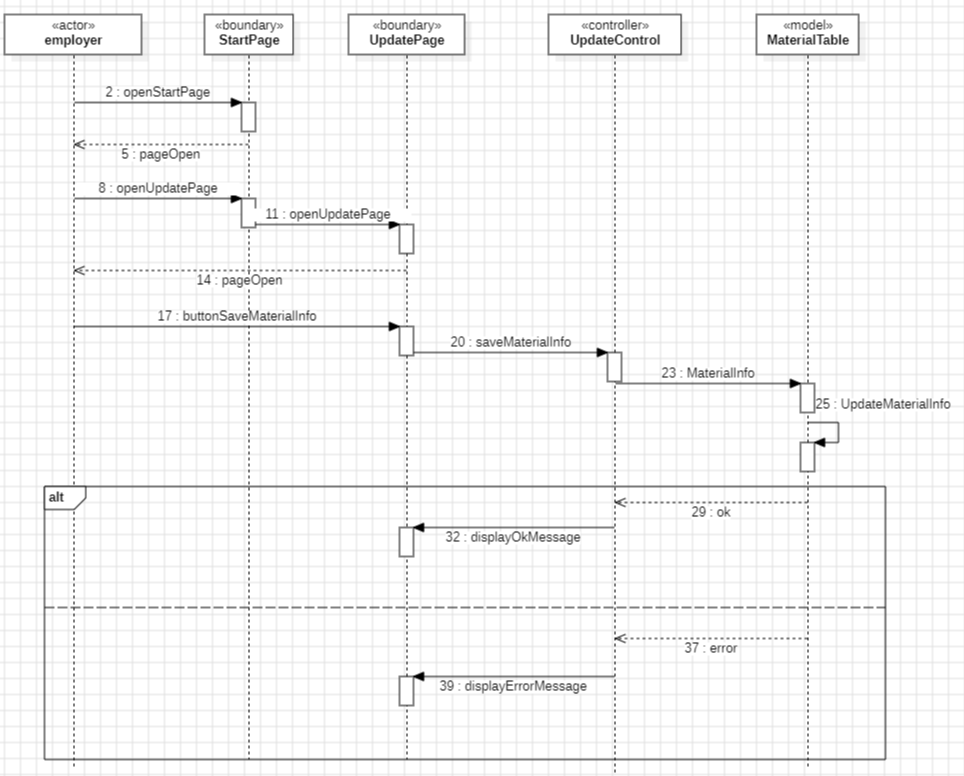 «actor»
employer
«boundary»
StartPage
«boundary»
UpdatePage
«controller»
UpdateControl
«model»
MaterialTable
2 : openStartPage
5 : pageOpen
8 : openUpdatePage
11 : openUpdatePage
14 : pageOpen
17 : buttonSaveMaterialInfo
20 : saveMaterialInfo
23 : MaterialInfo
25 : UpdateMaterialInfo
alt
29 : ok
32 : displayOkMessage
37 : error
39 : displayErrorMessage